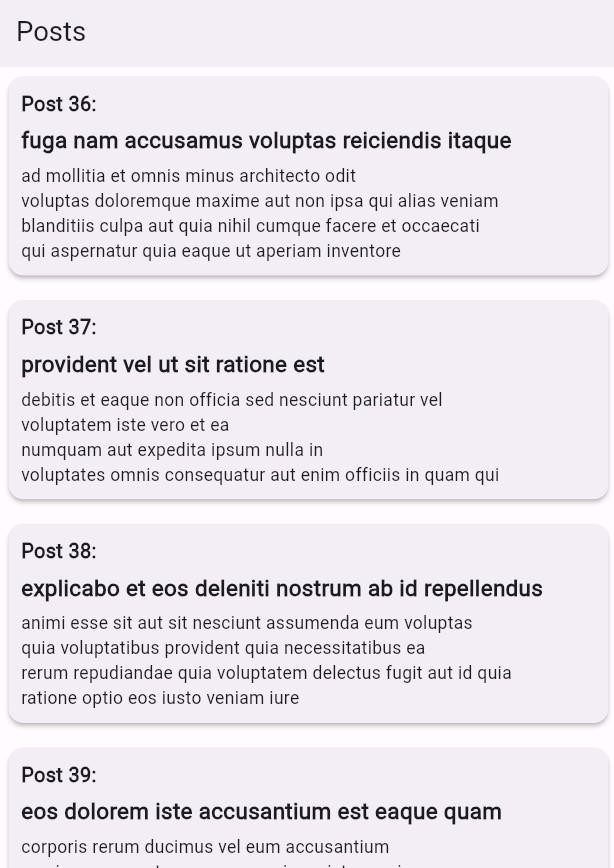 Posts
Post 36:
fuga nam accusamus voluptas reiciendis itaque
ad mollitia et omnis minus architecto odit
voluptas doloremque maxime aut non ipsa qui alias veniam
blanditiis culpa aut quia nihil cumque facere et occaecati
qui aspernatur quia eaque ut aperiam inventore
Post 37:
provident vel ut sit ratione est
debitis et eaque non officia sed nesciunt pariatur vel
voluptatem iste vero et ea
numquam aut expedita ipsum nulla in
voluptates omnis consequatur aut enim officiis in quam qui
Post 38:
explicabo et eos deleniti nostrum ab id repellendus
animi esse sit aut sit nesciunt assumenda eum voluptas
quia voluptatibus provident quia necessitatibus ea
rerum repudiandae quia voluptatem delectus fugit aut id quia
ratione optio eos iusto veniam iure
Post 39:
eos dolorem iste accusantium est eaque quam
corporis rerum ducimus vel eum accusantium